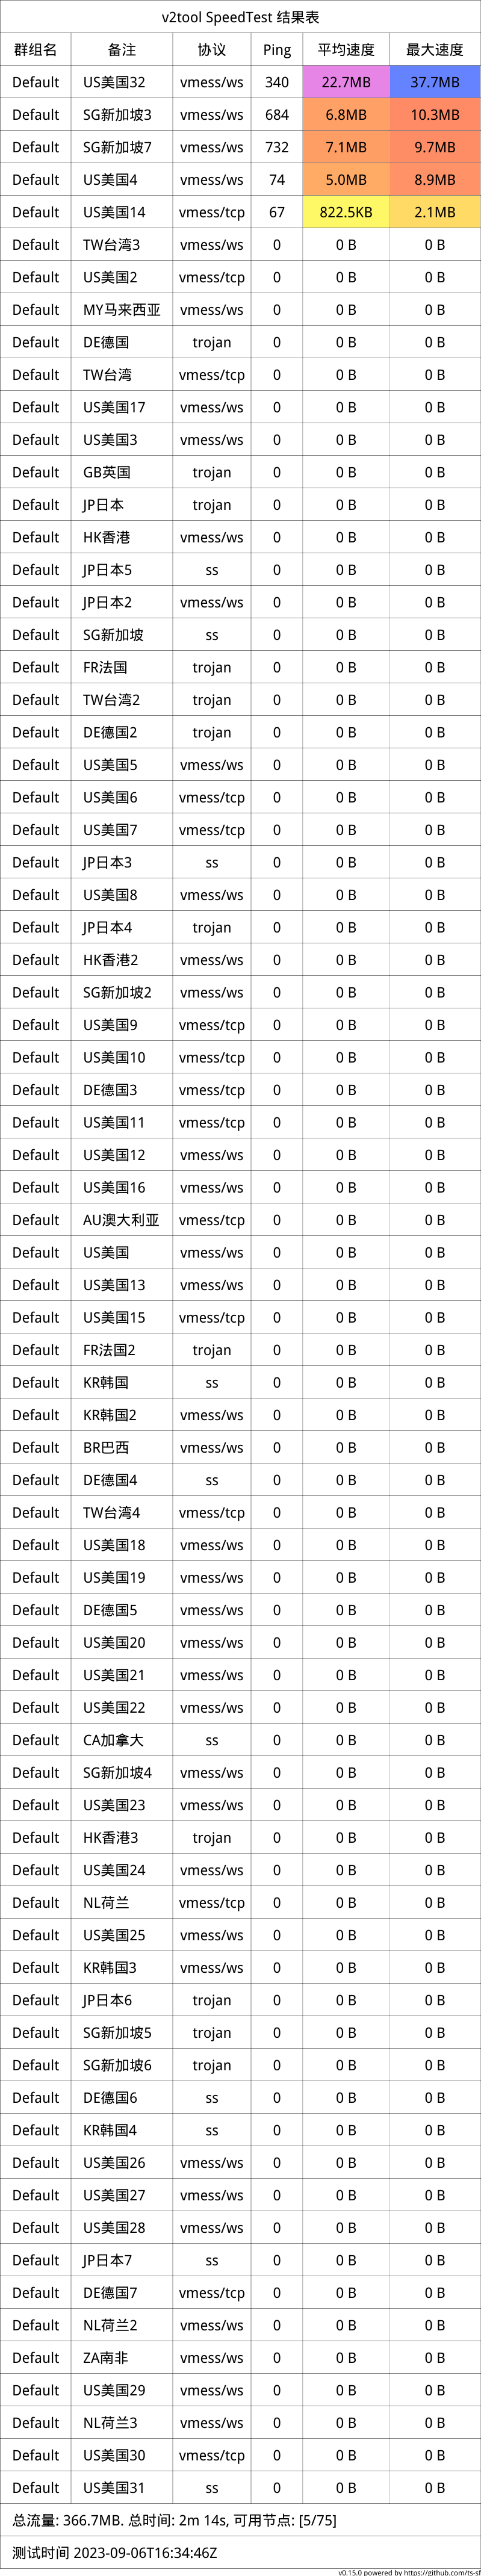 v2tool SpeedTest 结果表
群组名 备注 协议 Ping 平均速度 最大速度
Default US美国32 vmess/ws 340 22.7MB 37.7MB
Default SG新加坡3 vmess/ws 684 6.8MB 10.3MB
Default SG新加坡7 vmess/ws 732 7.1MB 9.7MB
Default US美国4 vmess/ws 74 5.0MB 8.9MB
Default US美国14 vmess/tcp 67 822.5KB 2.1MB
Default TW台湾3 vmess/ws 0 0 B 0 B
Default US美国2 vmess/tcp 0 0 B 0 B
Default MY马来西亚 vmess/ws 0 0 B 0 B
Default DE德国 trojan 0 0 B 0 B
Default TW台湾 vmess/tcp 0 0 B 0 B
Default US美国17 vmess/ws 0 0 B 0 B
Default US美国3 vmess/ws 0 0 B 0 B
Default GB英国 trojan 0 0 B 0 B
Default JP日本 trojan 0 0 B 0 B
Default HK香港 vmess/ws 0 0 B 0 B
Default JP日本5 ss 0 0 B 0 B
Default JP日本2 vmess/ws 0 0 B 0 B
Default SG新加坡 ss 0 0 B 0 B
Default FR法国 trojan 0 0 B 0 B
Default TW台湾2 trojan 0 0 B 0 B
Default DE德国2 trojan 0 0 B 0 B
Default US美国5 vmess/ws 0 0 B 0 B
Default US美国6 vmess/tcp 0 0 B 0 B
Default US美国7 vmess/tcp 0 0 B 0 B
Default JP日本3 ss 0 0 B 0 B
Default US美国8 vmess/ws 0 0 B 0 B
Default JP日本4 trojan 0 0 B 0 B
Default HK香港2 vmess/ws 0 0 B 0 B
Default SG新加坡2 vmess/ws 0 0 B 0 B
Default US美国9 vmess/tcp 0 0 B 0 B
Default US美国10 vmess/tcp 0 0 B 0 B
Default DE德国3 vmess/tcp 0 0 B 0 B
Default US美国11 vmess/tcp 0 0 B 0 B
Default US美国12 vmess/ws 0 0 B 0 B
Default US美国16 vmess/ws 0 0 B 0 B
Default AU澳大利亚 vmess/tcp 0 0 B 0 B
Default US美国 vmess/ws 0 0 B 0 B
Default US美国13 vmess/ws 0 0 B 0 B
Default US美国15 vmess/tcp 0 0 B 0 B
Default FR法国2 trojan 0 0 B 0 B
Default KR韩国 ss 0 0 B 0 B
Default KR韩国2 vmess/ws 0 0 B 0 B
Default BR巴西 vmess/ws 0 0 B 0 B
Default DE德国4 ss 0 0 B 0 B
Default TW台湾4 vmess/tcp 0 0 B 0 B
Default US美国18 vmess/ws 0 0 B 0 B
Default US美国19 vmess/ws 0 0 B 0 B
Default DE德国5 vmess/ws 0 0 B 0 B
Default US美国20 vmess/ws 0 0 B 0 B
Default US美国21 vmess/ws 0 0 B 0 B
Default US美国22 vmess/ws 0 0 B 0 B
Default CA加拿大 ss 0 0 B 0 B
Default SG新加坡4 vmess/ws 0 0 B 0 B
Default US美国23 vmess/ws 0 0 B 0 B
Default HK香港3 trojan 0 0 B 0 B
Default US美国24 vmess/ws 0 0 B 0 B
Default NL荷兰 vmess/tcp 0 0 B 0 B
Default US美国25 vmess/ws 0 0 B 0 B
Default KR韩国3 vmess/ws 0 0 B 0 B
Default JP日本6 trojan 0 0 B 0 B
Default SG新加坡5 trojan 0 0 B 0 B
Default SG新加坡6 trojan 0 0 B 0 B
Default DE德国6 ss 0 0 B 0 B
Default KR韩国4 ss 0 0 B 0 B
Default US美国26 vmess/ws 0 0 B 0 B
Default US美国27 vmess/ws 0 0 B 0 B
Default US美国28 vmess/ws 0 0 B 0 B
Default JP日本7 ss 0 0 B 0 B
Default DE德国7 vmess/tcp 0 0 B 0 B
Default NL荷兰2 vmess/ws 0 0 B 0 B
Default ZA南非 vmess/ws 0 0 B 0 B
Default US美国29 vmess/ws 0 0 B 0 B
Default NL荷兰3 vmess/ws 0 0 B 0 B
Default US美国30 vmess/tcp 0 0 B 0 B
Default US美国31 ss 0 0 B 0 B
总流量: 366.7MB. 总时间: 2m 14s, 可用节点: [5/75]
测试时间 2023-09-06T16:34:46Z
v0.15.0 powered by https://github.com/ts-sf